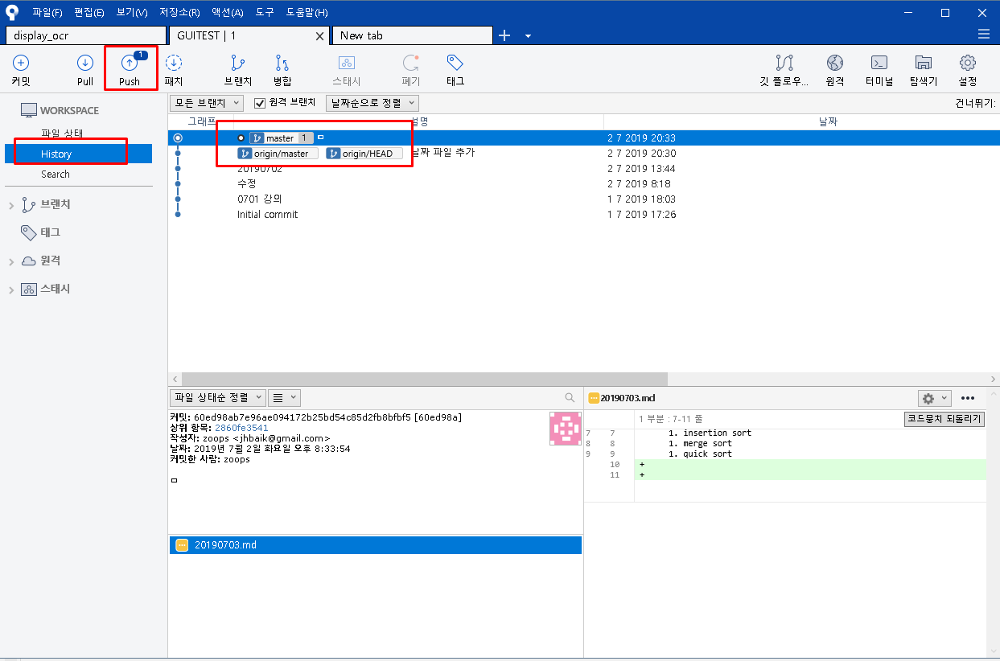 파일(F) 편집(E) 보기(V) 저장소(R) 액션(A) 도구 도움말(H)
display_ocr GUITEST | 1 New tab
1
커밋 Pull Push 패치 브랜치 병합 스태시 폐기 태그 깃 플로우... 원격 터미널 탐색기 설정
WORKSPACE
파일 상태
History
Search
브랜치
태그
원격
스태시
모든 브랜치 원격 브랜치 날짜순으로 정렬 건너뛰기:
그래프 설명 날짜
master 1 2 7 2019 20:33
origin/master origin/HEAD 날짜 파일 추가 2 7 2019 20:30
20190702 2 7 2019 13:44
수정 2 7 2019 8:18
0701 강의 1 7 2019 18:03
Initial commit 1 7 2019 17:26
파일 상태순 정렬
커밋: 60ed98ab7e96ae094172b25bd54c85d2fb8bfbf5 [60ed98a]
상위 항목: 2860fe3541
작성자: zoops <jhbaik@gmail.com>
날짜: 2019년 7월 2일 화요일 오후 8:33:54
커밋한 사람: zoops
20190703.md
20190703.md
1 부분 : 7-11 줄 코드뭉치 되돌리기
7 7 1. insertion sort
8 8 1. merge sort
9 9 1. quick sort
10 +
11 +